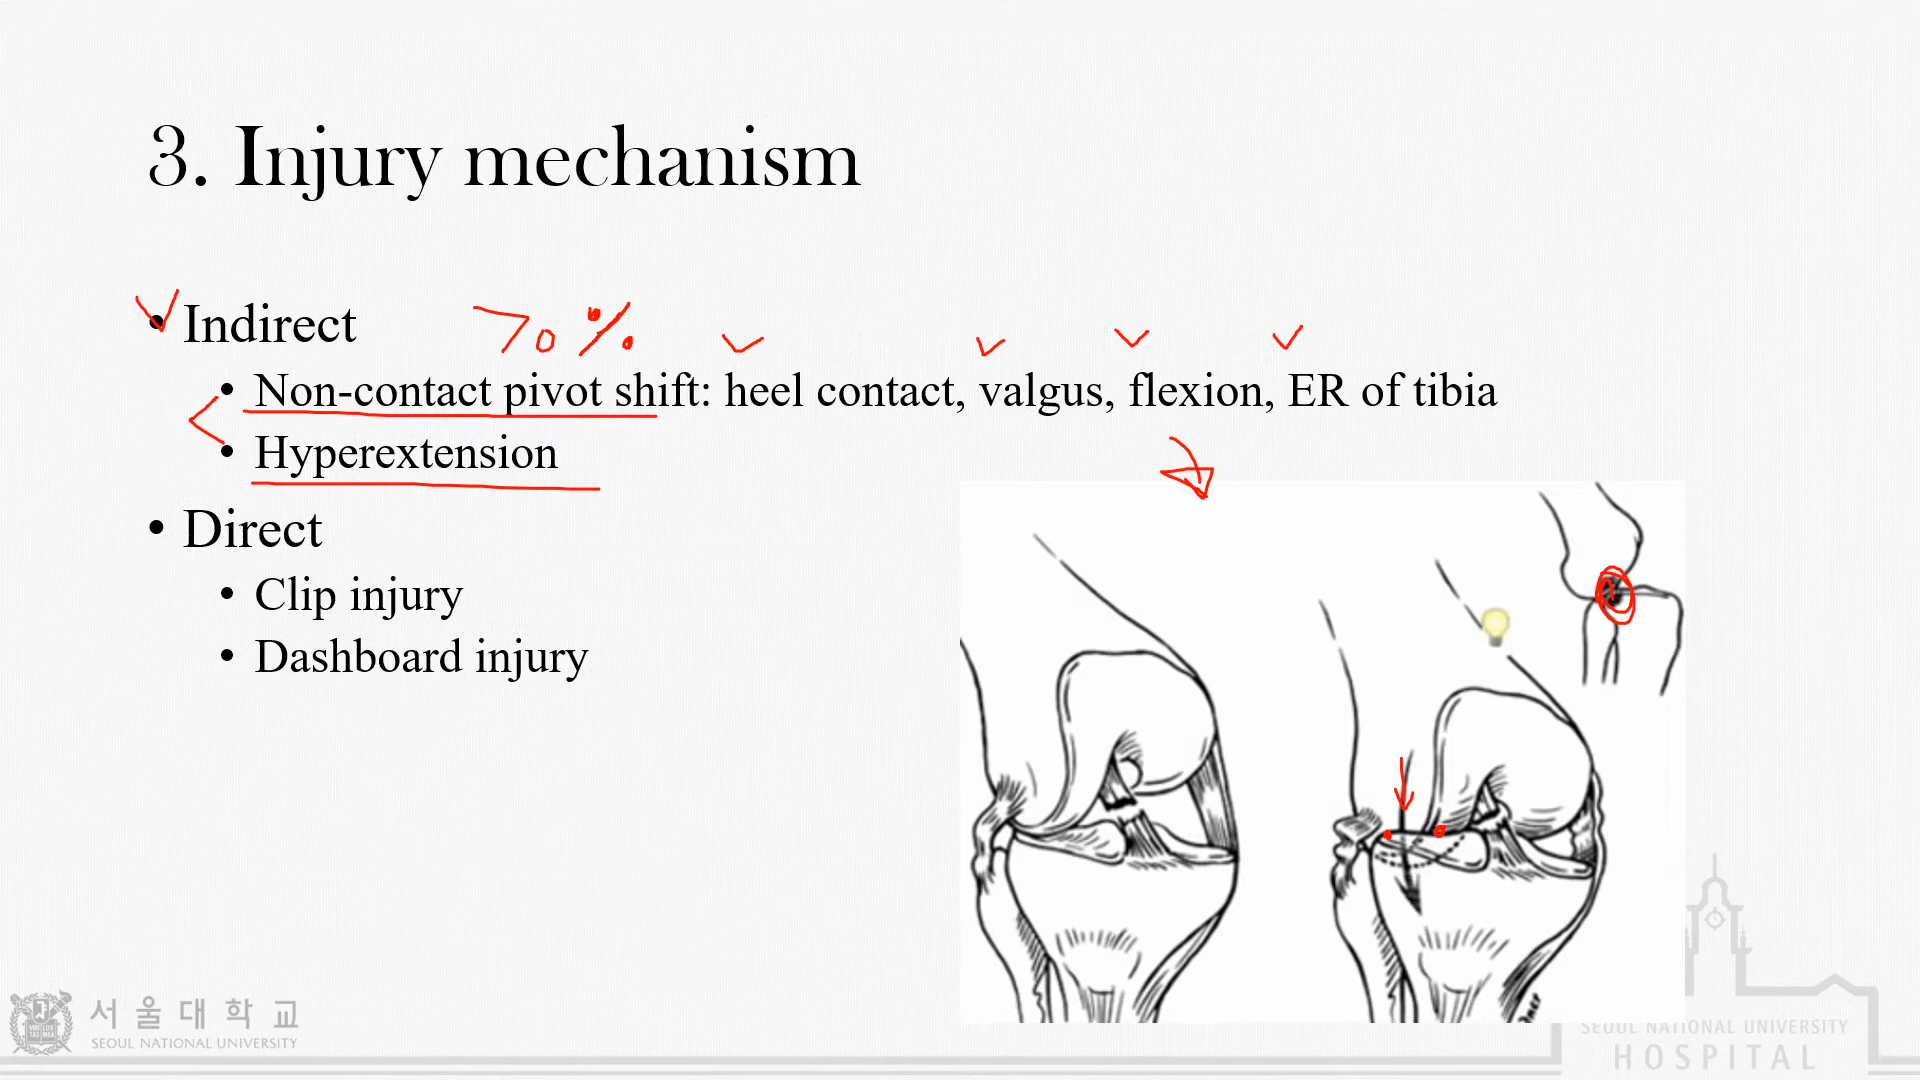 3. Injury mechanism
• Indirect 70%
• Non-contact pivot shift: heel contact, valgus, flexion, ER of tibia
• Hyperextension
• Direct
• Clip injury
• Dashboard injury
서울대학교
SEOUL NATIONAL UNIVERSITY
SEOUL NATIONAL UNIVERSITY
HOSPITAL